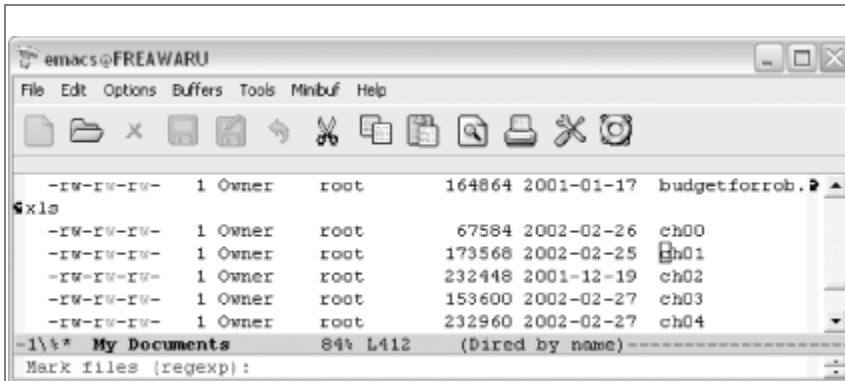 emacs@FREAWARU
File Edit Options Buffers Tools Minibuf Help
-rw-rw-rw- 1 Owner root 164864 2001-01-17 budgetforrob.
xls
-rw-rw-rw- 1 Owner root 67584 2002-02-26 ch00
-rw-rw-rw- 1 Owner root 173568 2002-02-25 ch01
-rw-rw-rw- 1 Owner root 232448 2001-12-19 ch02
-rw-rw-rw- 1 Owner root 153600 2002-02-27 ch03
-rw-rw-rw- 1 Owner root 232960 2002-02-27 ch04
-1\%* My Documents 84% L412 (Dired by name)--------------------
Mark files (regexp):